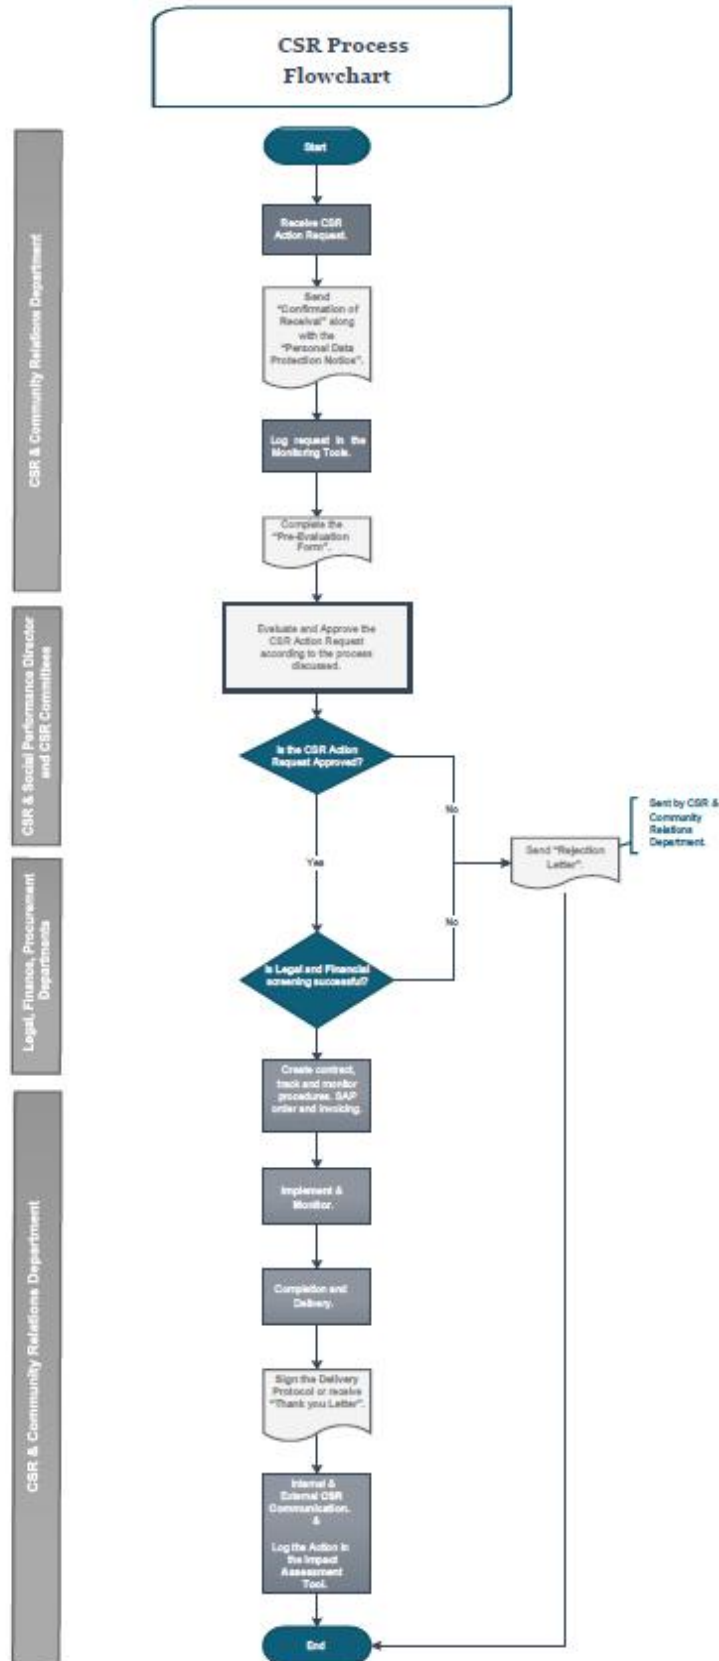 CSR Process
Flowchart
CSR & Community Relations Department
Start
Receive CSR
Action Request.
Send
"Confirmation of
Receival" along
with the
"Personal Data
Protection Notice".
Log request in the
Monitoring Tools.
Complete the
"Pre-Evaluation
Form".
CSR & Social Performance Director
and CSR Committees
Evaluate and Approve the
CSR Action Request
according to the process
discussed.
Is the CSR Action
Request Approved?
No
Yes
Send "Rejection
Letter".
Sent by CSR &
Community
Relations
Department.
Legal, Finance, Procurement
Departments
No
Is Legal and Financial
screening successful?
Create contract,
track and monitor
procedures. SAP
order and invoicing.
CSR & Community Relations Department
Implement &
Monitor.
Completion and
Delivery.
Sign the Delivery
Protocol or receive
"Thank you Letter".
Internal &
External CSR
Communication.
&
Log the Action in
the Impact
Assessment
Tool.
End